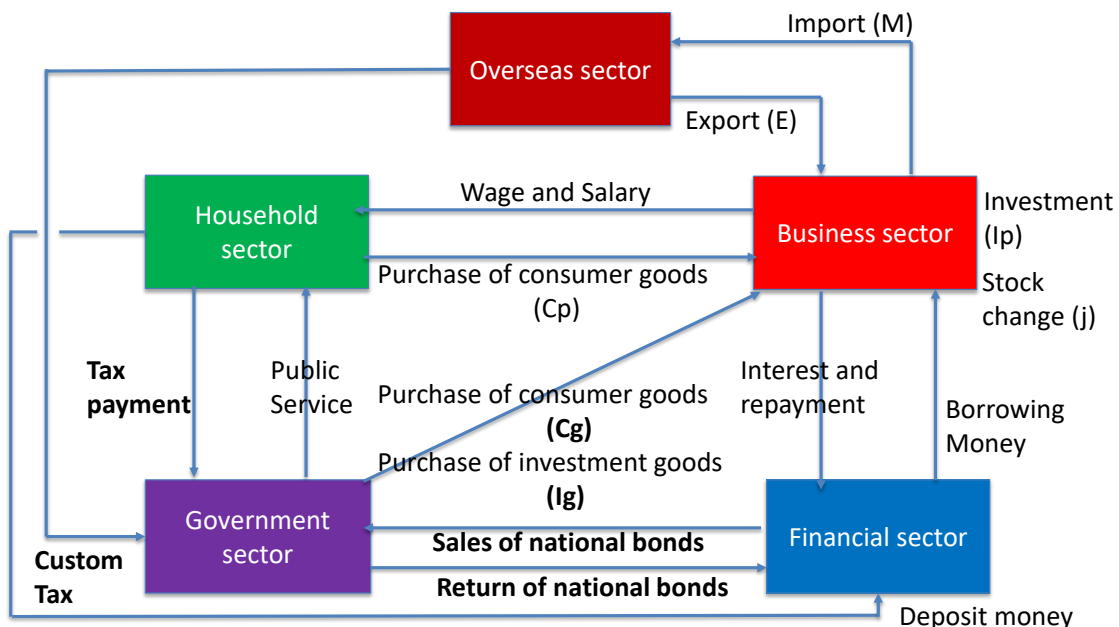 Import (M)
Overseas sector
Export (E)
Wage and Salary
Household
sector
Business sector
Investment
(Ip)
Purchase of consumer goods
(Cp)
Stock
change (j)
Tax
payment
Public
Service
Interest and
repayment
Purchase of consumer goods
(Cg)
Borrowing
Money
Purchase of investment goods
(Ig)
Government
sector
Financial sector
Sales of national bonds
Custom
Tax
Return of national bonds
Deposit money